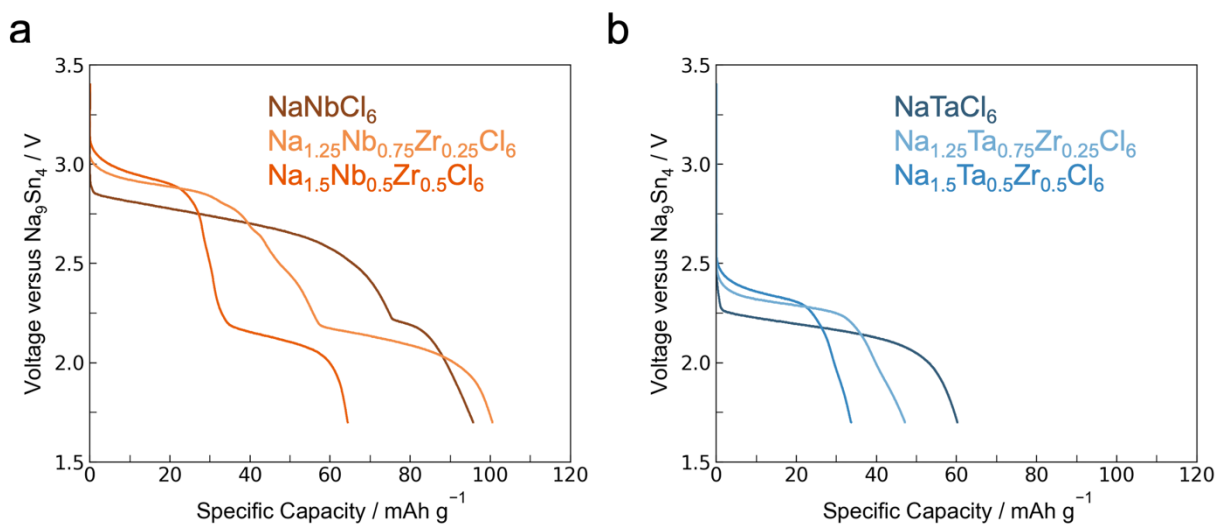 a
3.5
3.0
2.5
2.0
1.5
Voltage versus Na₉Sn₄ / V
NaNbCl₆
Na₁.₂₅Nb₀.₇₅Zr₀.₂₅Cl₆
Na₁.₅Nb₀.₅Zr₀.₅Cl₆
0 20 40 60 80 100 120
Specific Capacity / mAh g⁻¹
b
3.5
3.0
2.5
2.0
1.5
Voltage versus Na₉Sn₄ / V
NaTaCl₆
Na₁.₂₅Ta₀.₇₅Zr₀.₂₅Cl₆
Na₁.₅Ta₀.₅Zr₀.₅Cl₆
0 20 40 60 80 100 120
Specific Capacity / mAh g⁻¹